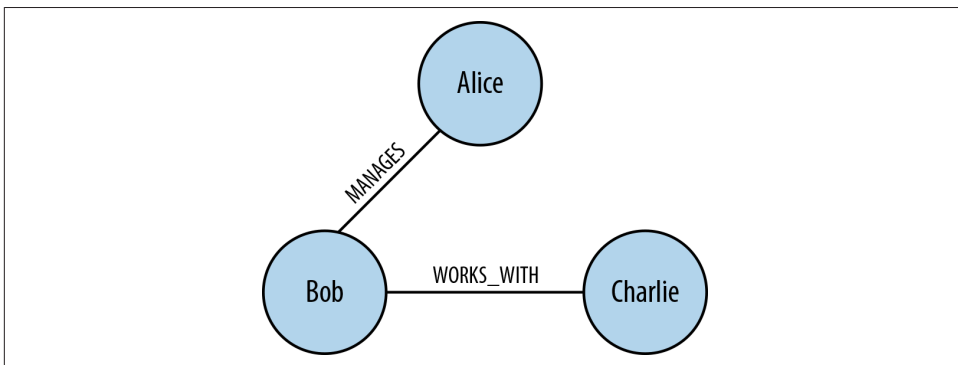 Alice
MANAGES
Bob
WORKS_WITH
Charlie